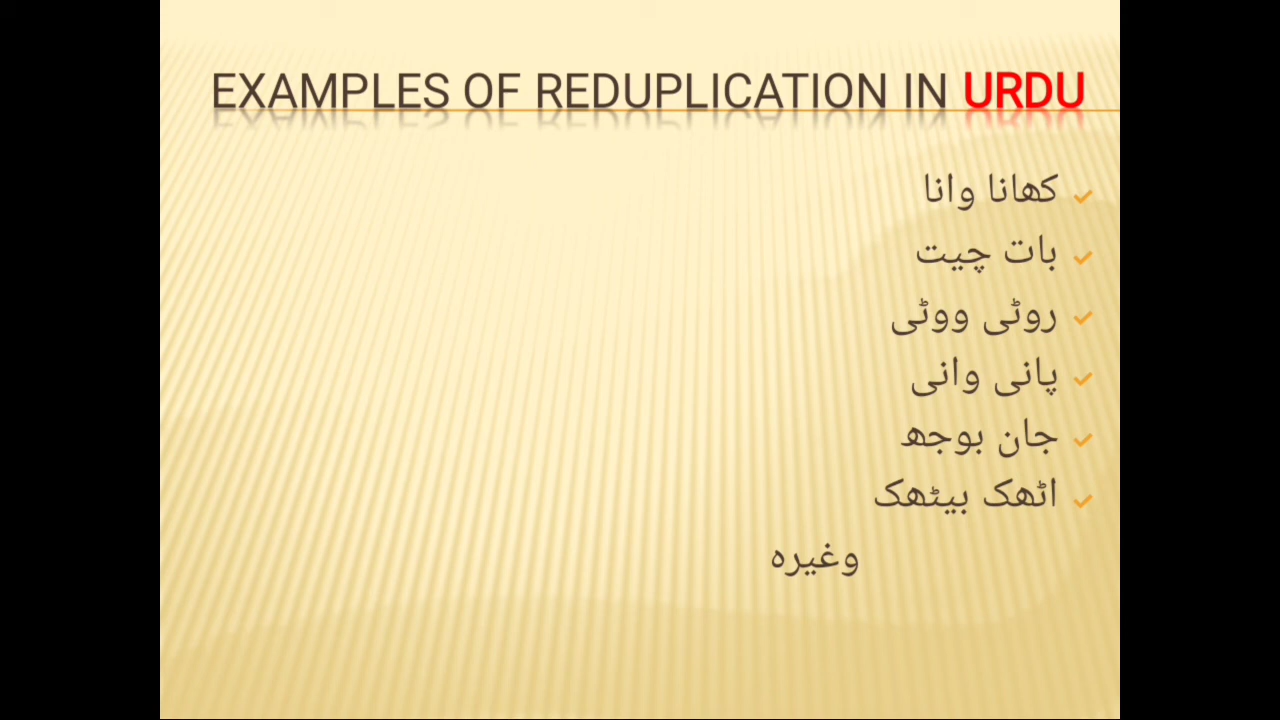 EXAMPLES OF REDUPLICATION IN URDU
کھانا وانا
بات چیت
روٹی ووٹی
پانی وانی
جان بوجھ
اٹھک بیٹھک
وغیرہ